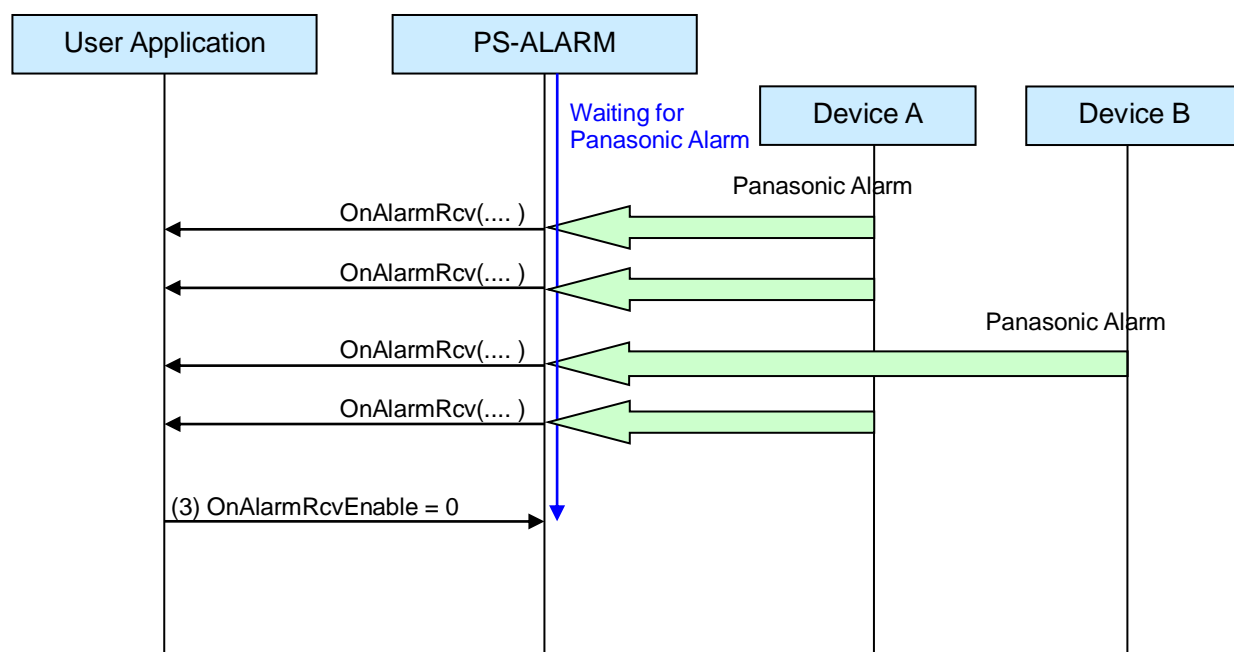 User Application
PS-ALARM
Waiting for
Panasonic Alarm
Device A
Device B
Panasonic Alarm
OnAlarmRcv(.... )
OnAlarmRcv(.... )
Panasonic Alarm
OnAlarmRcv(.... )
OnAlarmRcv(.... )
(3) OnAlarmRcvEnable = 0